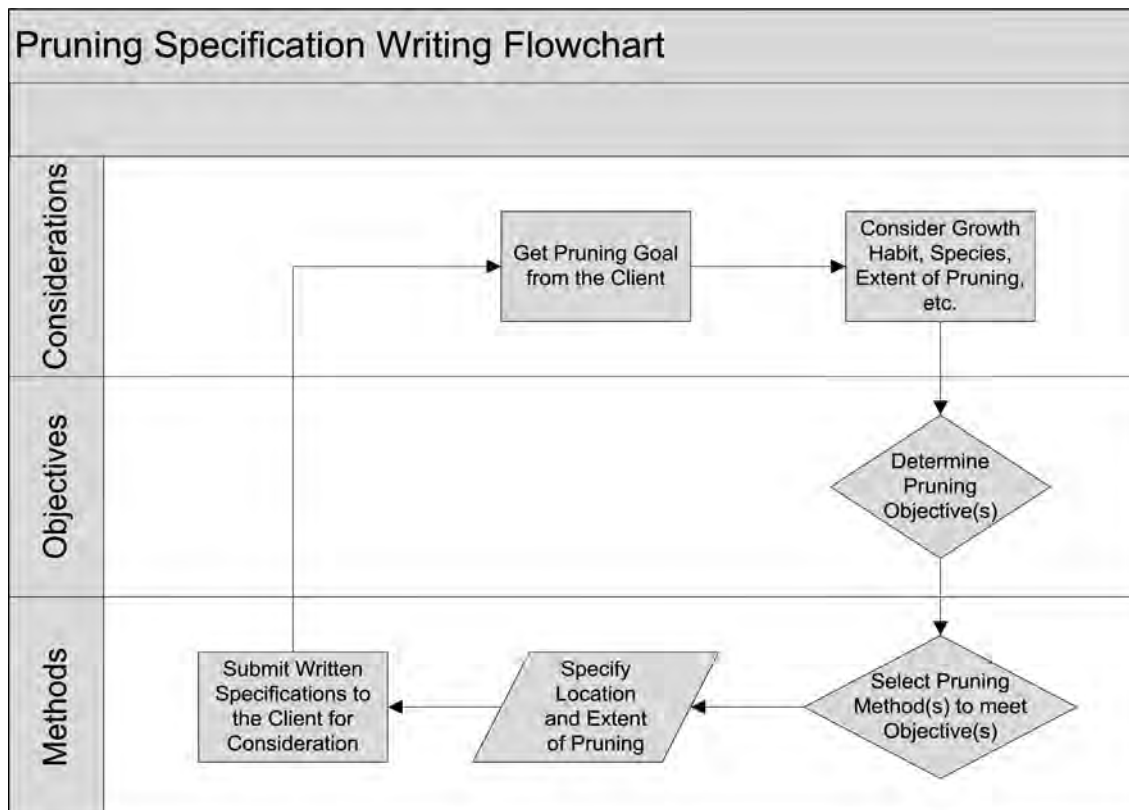 Pruning Specification Writing Flowchart
Considerations
Get Pruning Goal
from the Client
Consider Growth
Habit, Species,
Extent of Pruning,
etc.
Objectives
Determine
Pruning
Objective(s)
Methods
Submit Written
Specifications to
the Client for
Consideration
Specify
Location
and Extent
of Pruning
Select Pruning
Method(s) to meet
Objective(s)